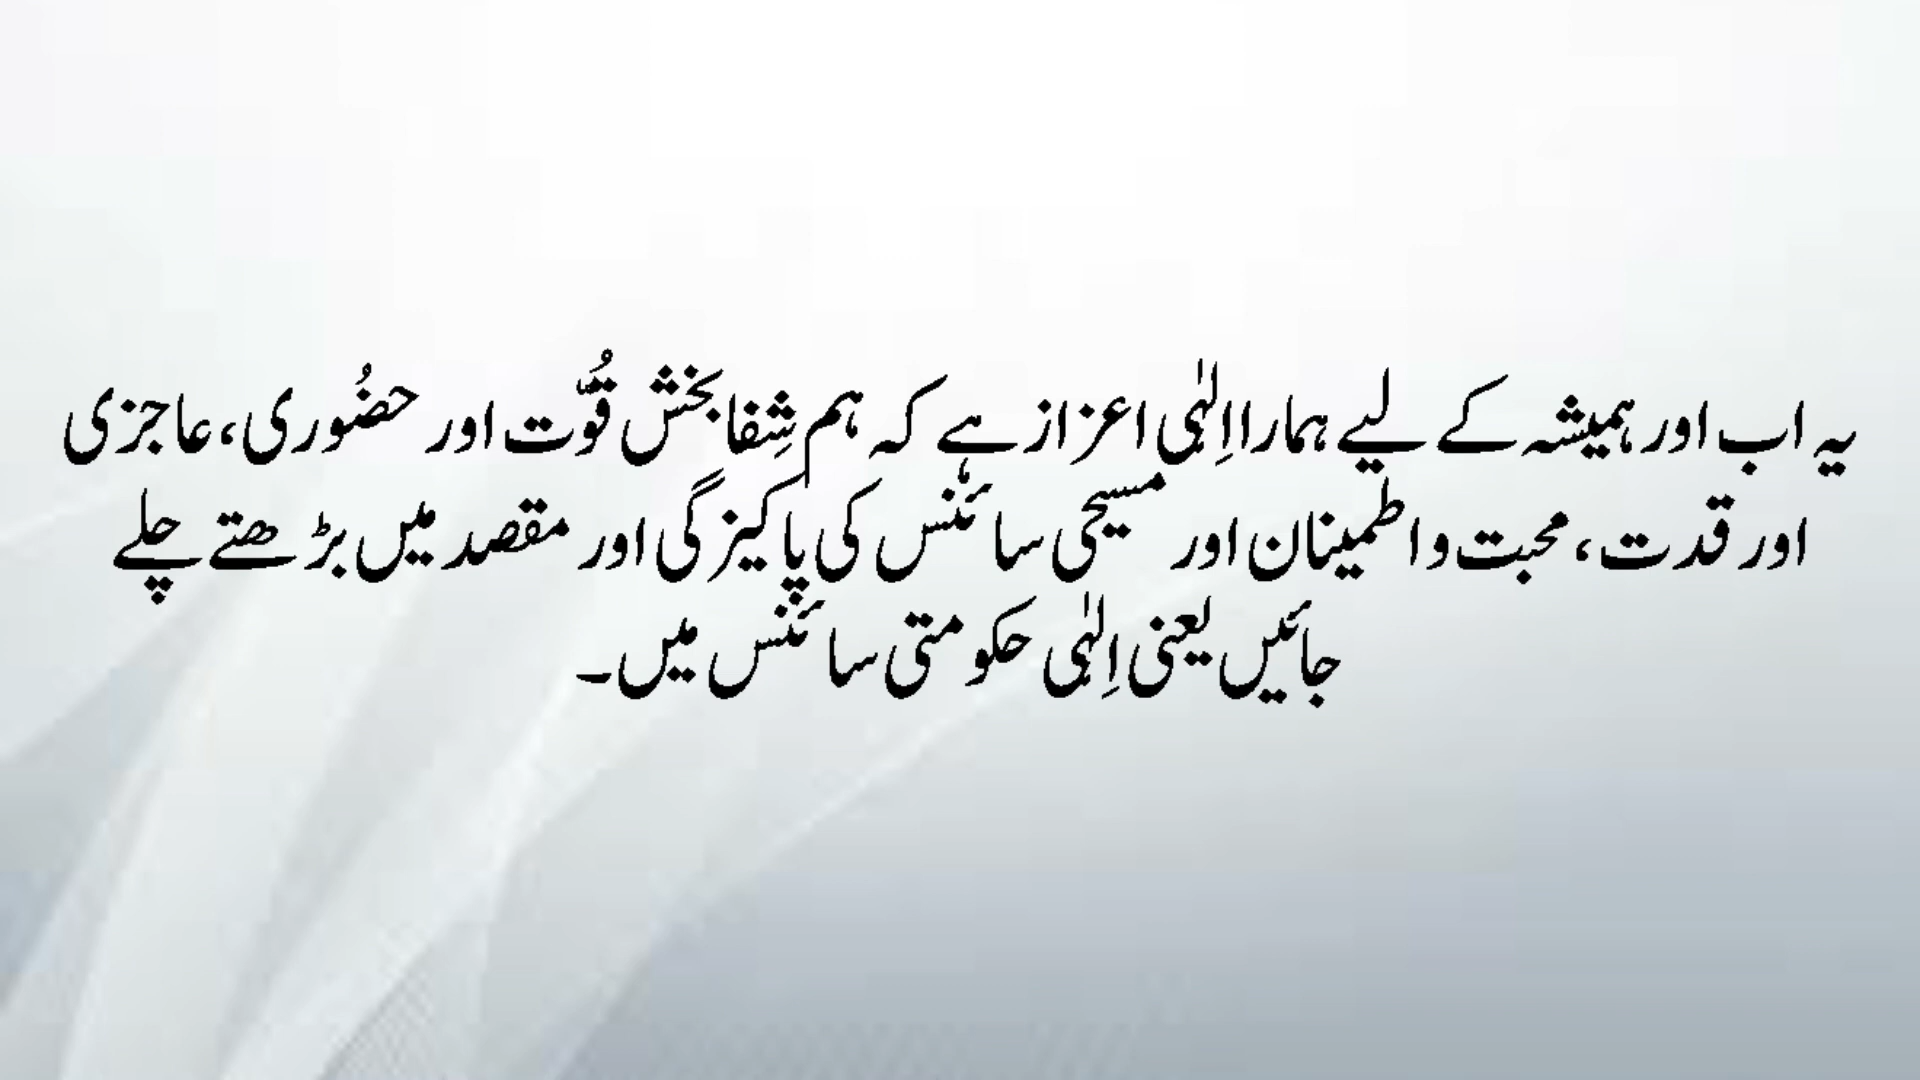 یہ اب اور ہمیشہ کے لیے ہمارا اِلٰہی اعزاز ہے کہ ہم شِفا بخش قُوّت اور حضُوری، عاجزی
اور قدرت، محبت و اطمینان اور مسیحی سائنس کی پاکیزگی اور مقصد میں بڑھتے چلے
جائیں یعنی اِلٰہی حکومتی سائنس میں۔